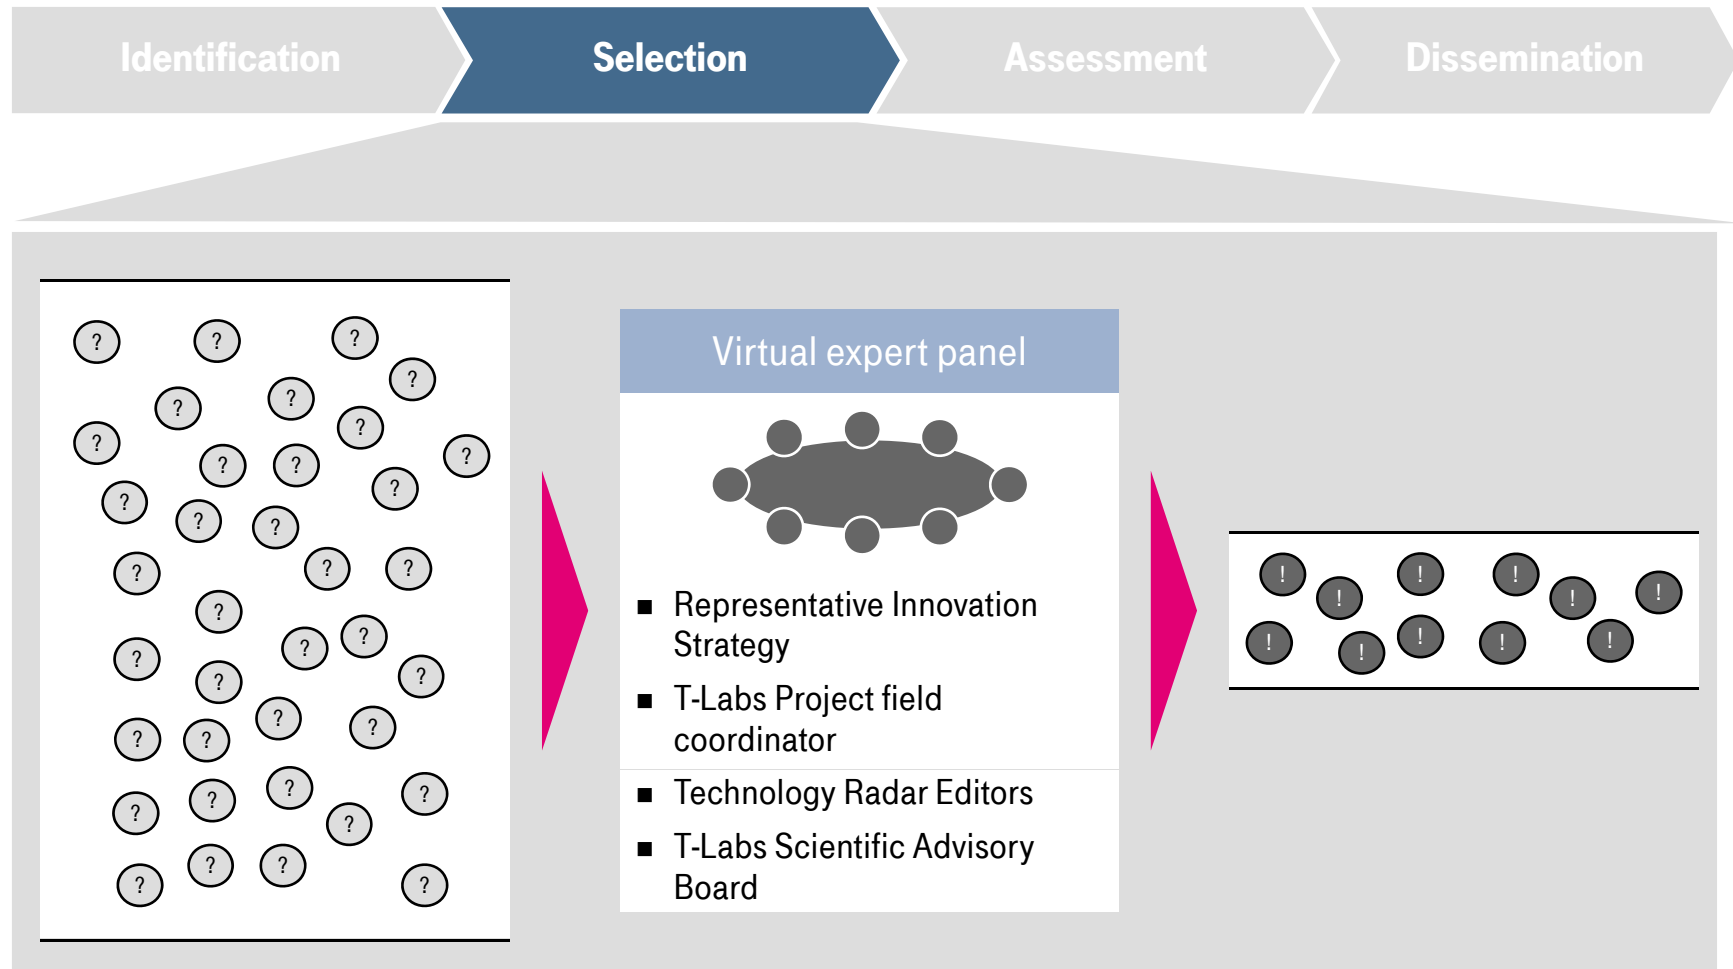 Identification
Selection
Assessment
Dissemination
? ? ?
?
? ?
?
? ?
? ? ?
? ? ?
? ? ?
?
? ?
? ? ?
? ?
? ?
? ?
? ? ?
? ?
? ?
Virtual expert panel
■ Representative Innovation
Strategy
■ T-Labs Project field
coordinator
■ Technology Radar Editors
■ T-Labs Scientific Advisory
Board
! ! ! ! ! !
! ! ! ! !